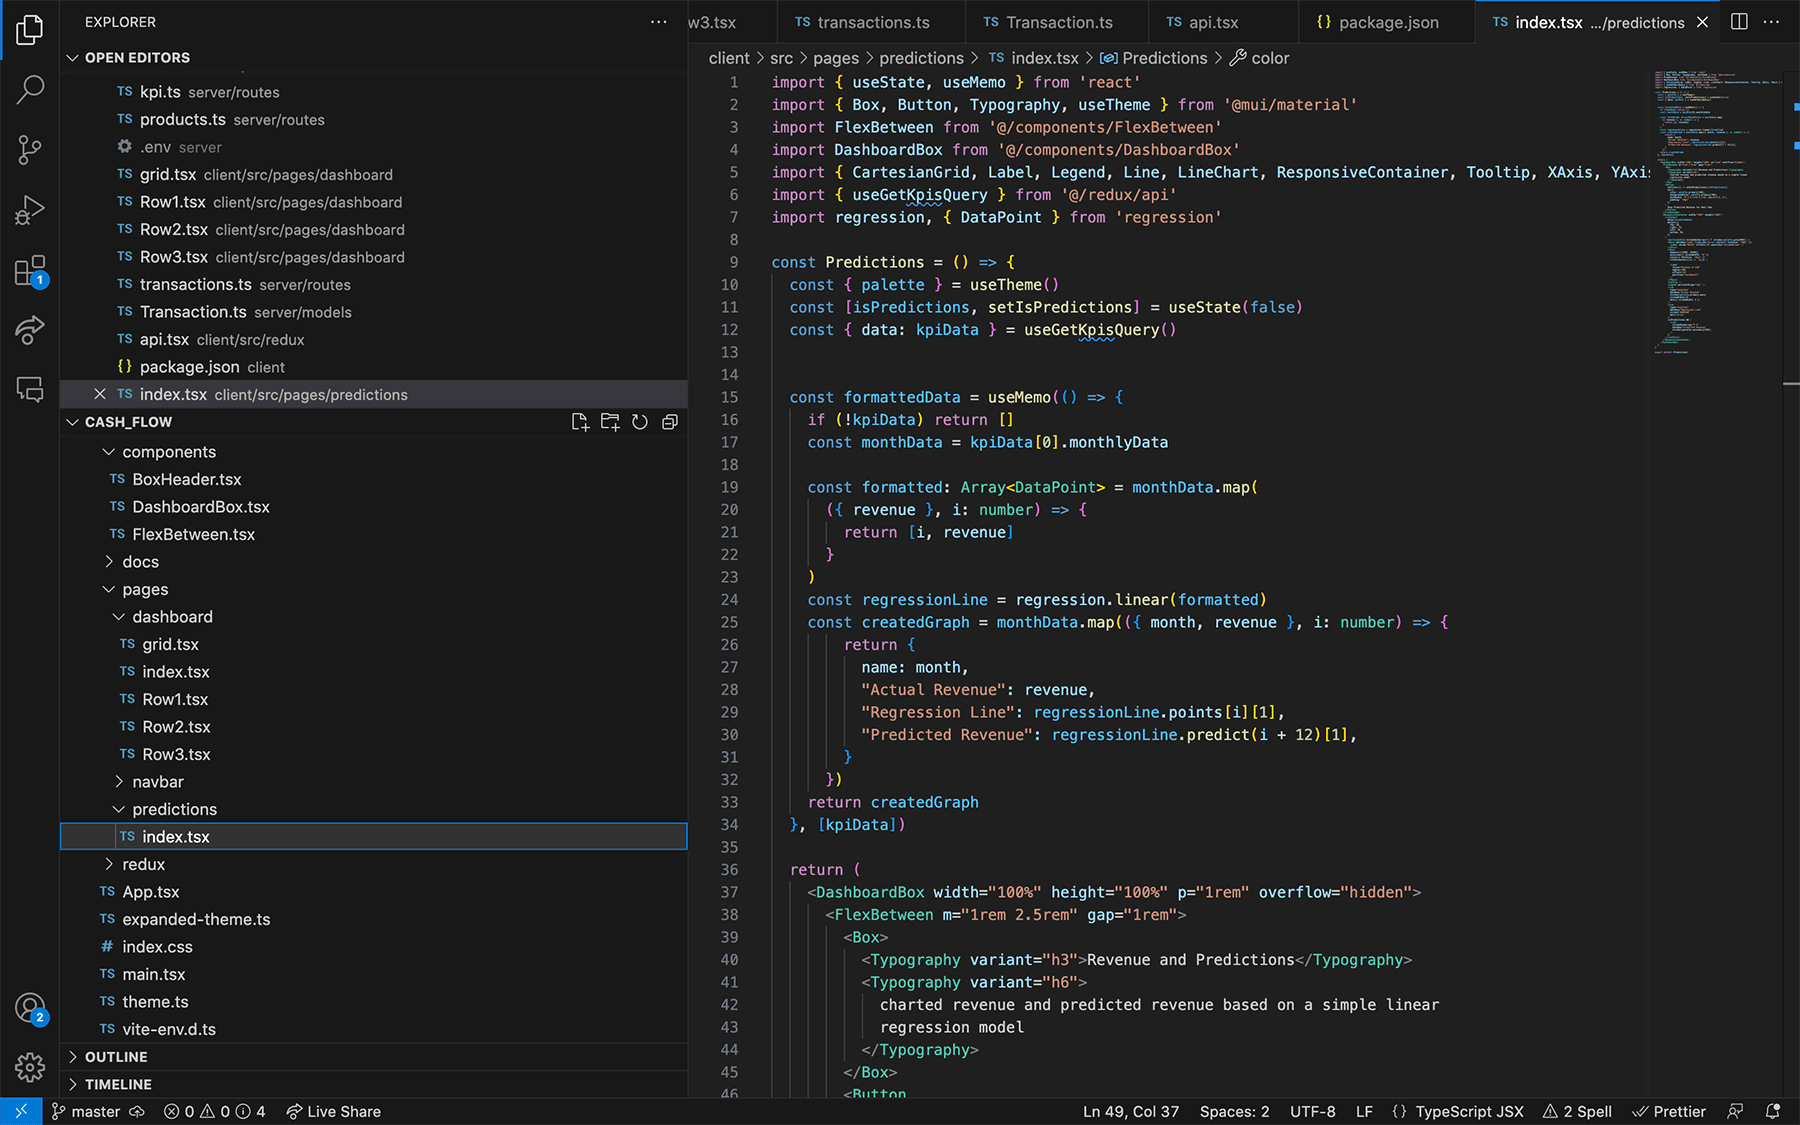 EXPLORER
OPEN EDITORS
TS kpi.ts server/routes
TS products.ts server/routes
.env server
TS grid.tsx client/src/pages/dashboard
TS Row1.tsx client/src/pages/dashboard
TS Row2.tsx client/src/pages/dashboard
TS Row3.tsx client/src/pages/dashboard
TS transactions.ts server/routes
TS Transaction.ts server/models
TS api.tsx client/src/redux
{} package.json client
TS index.tsx client/src/pages/predictions
CASH_FLOW
components
TS BoxHeader.tsx
TS DashboardBox.tsx
TS FlexBetween.tsx
docs
pages
dashboard
TS grid.tsx
TS index.tsx
TS Row1.tsx
TS Row2.tsx
TS Row3.tsx
navbar
predictions
TS index.tsx
redux
TS App.tsx
TS expanded-theme.ts
# index.css
TS main.tsx
TS theme.ts
TS vite-env.d.ts
OUTLINE
TIMELINE
1
2
w3.tsx TS transactions.ts TS Transaction.ts TS api.tsx {} package.json TS index.tsx .../predictions
client > src > pages > predictions > TS index.tsx > Predictions > color
1 import { useState, useMemo } from 'react'
2 import { Box, Button, Typography, useTheme } from '@mui/material'
3 import FlexBetween from '@/components/FlexBetween'
4 import DashboardBox from '@/components/DashboardBox'
5 import { CartesianGrid, Label, Legend, Line, LineChart, ResponsiveContainer, Tooltip, XAxis, YAxis
6 import { useGetKpisQuery } from '@/redux/api'
7 import regression, { DataPoint } from 'regression'
8
9 const Predictions = () => {
10 const { palette } = useTheme()
11 const [isPredictions, setIsPredictions] = useState(false)
12 const { data: kpiData } = useGetKpisQuery()
13
14
15 const formattedData = useMemo(() => {
16 if (!kpiData) return []
17 const monthData = kpiData[0].monthlyData
18
19 const formatted: Array<DataPoint> = monthData.map(
20 ({ revenue }, i: number) => {
21 return [i, revenue]
22 }
23 )
24 const regressionLine = regression.linear(formatted)
25 const createdGraph = monthData.map(({ month, revenue }, i: number) => {
26 return {
27 name: month,
28 "Actual Revenue": revenue,
29 "Regression Line": regressionLine.points[i][1],
30 "Predicted Revenue": regressionLine.predict(i + 12)[1],
31 }
32 })
33 return createdGraph
34 }, [kpiData])
35
36 return (
37 <DashboardBox width="100%" height="100%" p="1rem" overflow="hidden">
38 <FlexBetween m="1rem 2.5rem" gap="1rem">
39 <Box>
40 <Typography variant="h3">Revenue and Predictions</Typography>
41 <Typography variant="h6">
42 charted revenue and predicted revenue based on a simple linear
43 regression model
44 </Typography>
45 </Box>
46 <Button
master 0 0 4 Live Share
Ln 49, Col 37 Spaces: 2 UTF-8 LF {} TypeScript JSX 2 Spell Prettier